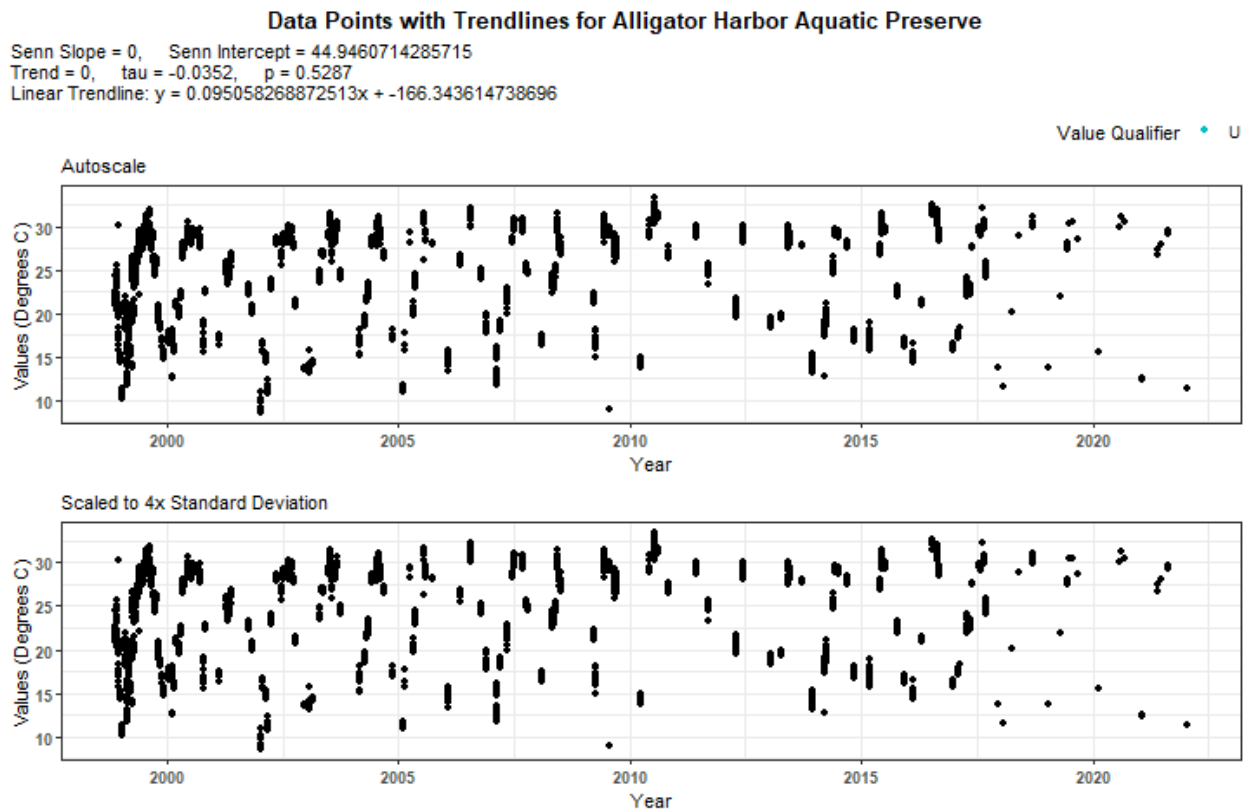 Data Points with Trendlines for Alligator Harbor Aquatic Preserve
Senn Slope = 0, Senn Intercept = 44.9460714285715
Trend = 0, tau = -0.0352, p = 0.5287
Linear Trendline: y = 0.095058268872513x + -166.343614738696
Value Qualifier U
Autoscale
Values (Degrees C)
30
25
20
15
10
2000 2005 2010 2015 2020
Year
Scaled to 4x Standard Deviation
Values (Degrees C)
30
25
20
15
10
2000 2005 2010 2015 2020
Year